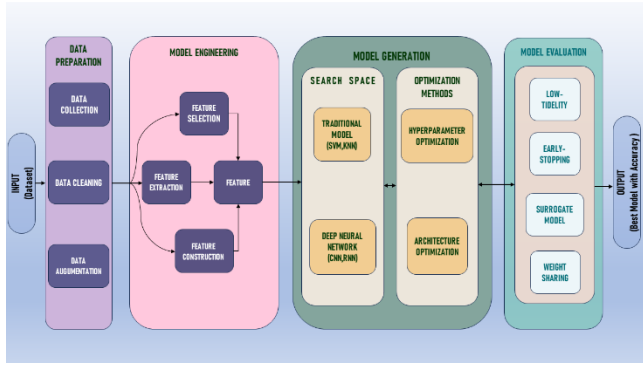 INPUT
(Dataset)
DATA
PREPARATION
DATA
COLLECTION
DATA CLEANING
DATA
AUGUMENTATION
MODEL ENGINEERING
FEATURE
SELECTION
FEATURE
EXTRACTION
FEATURE
FEATURE
CONSTRUCTION
MODEL GENERATION
SEARCH SPACE
TRADITIONAL
MODEL
(SVM,KNN)
DEEP NEURAL
NETWORK
(CNN,RNN)
OPTIMIZATION
METHODS
HYPERPARAMETER
OPTIMIZATION
ARCHITECTURE
OPTIMIZATION
MODEL EVALUATION
LOW-
TIDELITY
EARLY-
STOPPING
SURROGATE
MODEL
WEIGHT
SHARING
OUTPUT
(Best Model with Accuracy)